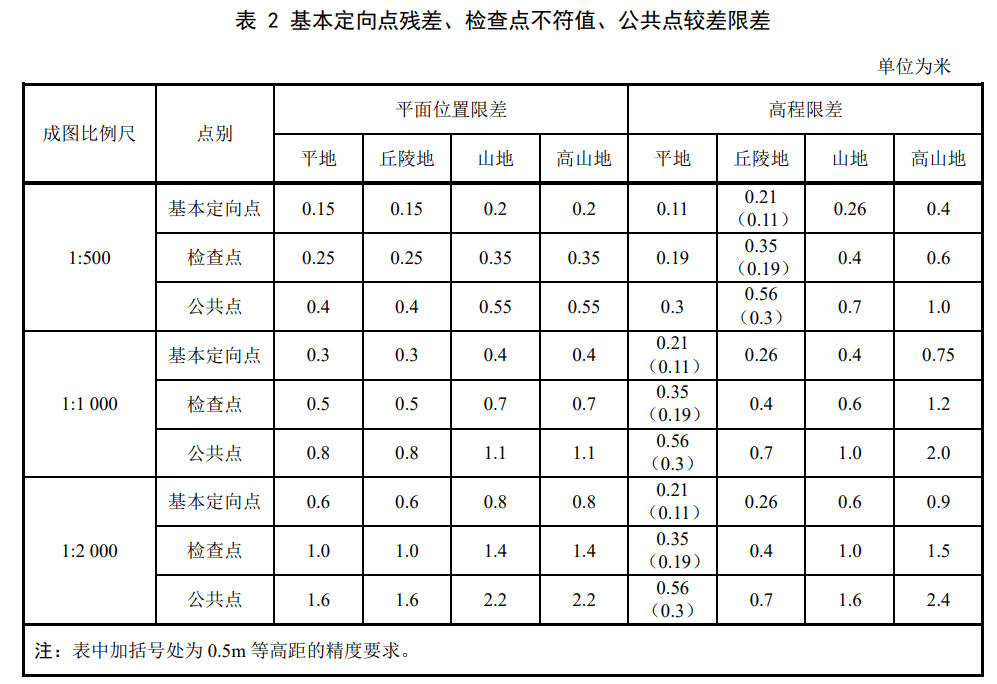 表 2 基本定向点残差、检查点不符值、公共点较差限差
单位为米
成图比例尺 点别 平面位置限差 高程限差
平地 丘陵地 山地 高山地 平地 丘陵地 山地 高山地
1:500 基本定向点 0.15 0.15 0.2 0.2 0.11 0.21（0.11） 0.26 0.4
检查点 0.25 0.25 0.35 0.35 0.19 0.35（0.19） 0.4 0.6
公共点 0.4 0.4 0.55 0.55 0.3 0.56（0.3） 0.7 1.0
1:1 000 基本定向点 0.3 0.3 0.4 0.4 0.21（0.11） 0.26 0.4 0.75
检查点 0.5 0.5 0.7 0.7 0.35（0.19） 0.4 0.6 1.2
公共点 0.8 0.8 1.1 1.1 0.56（0.3） 0.7 1.0 2.0
1:2 000 基本定向点 0.6 0.6 0.8 0.8 0.21（0.11） 0.26 0.6 0.9
检查点 1.0 1.0 1.4 1.4 0.35（0.19） 0.4 1.0 1.5
公共点 1.6 1.6 2.2 2.2 0.56（0.3） 0.7 1.6 2.4
注：表中加括号处为 0.5m 等高距的精度要求。